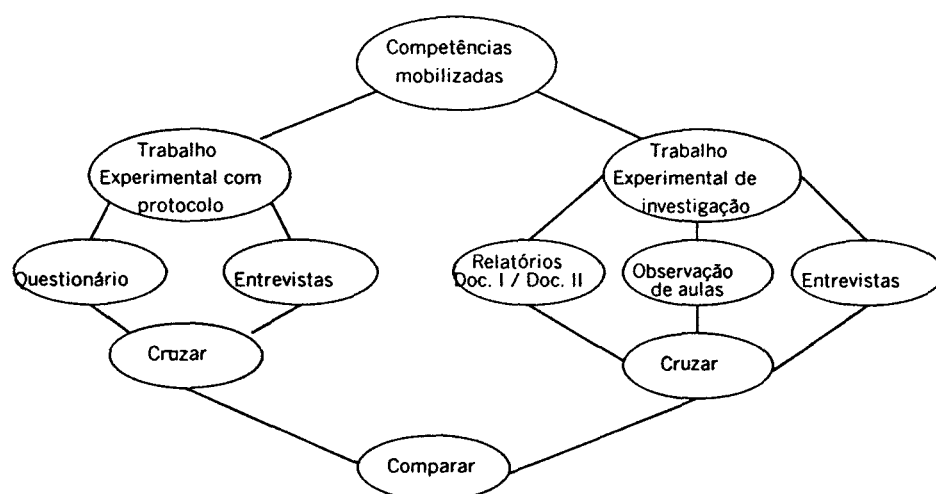 Competências
mobilizadas
Trabalho
Experimental com
protocolo
Trabalho
Experimental de
investigação
Questionário
Entrevistas
Relatórios
Doc. I / Doc. II
Observação
de aulas
Entrevistas
Cruzar
Cruzar
Comparar